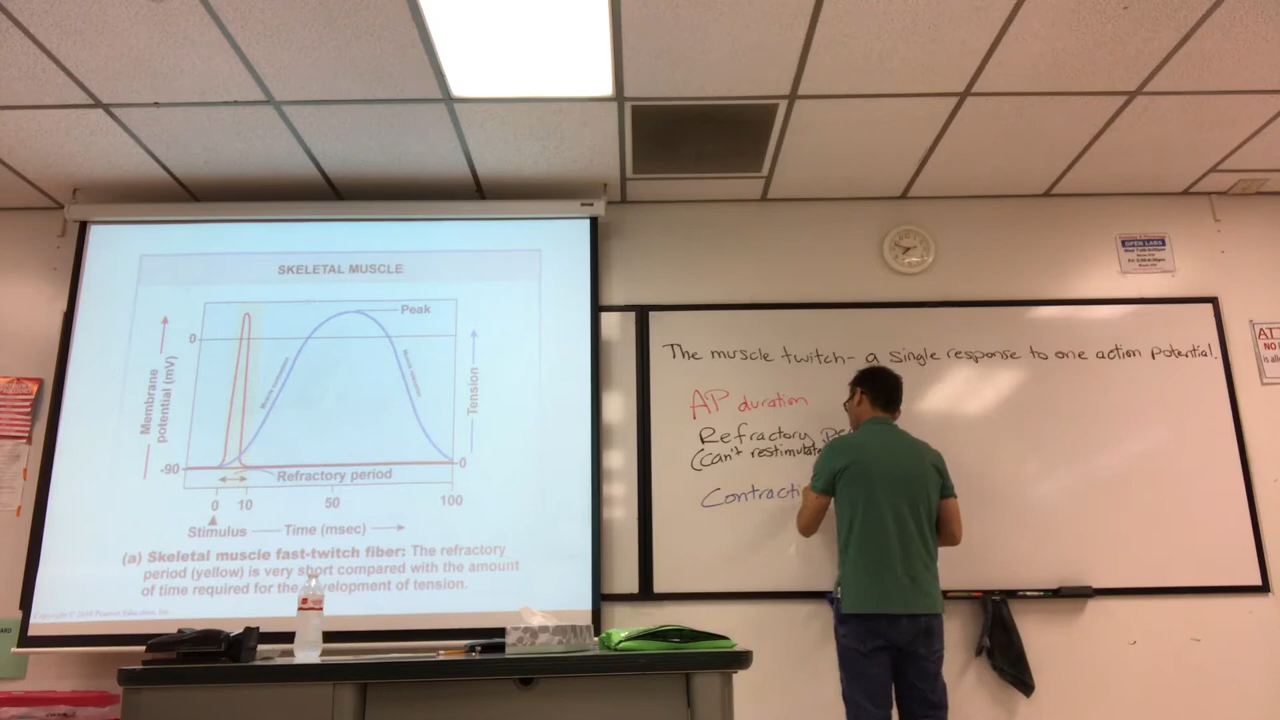 SKELETAL MUSCLE
Peak
0
Membrane
potential (mV)
Tension
-90
0
Refractory period
0 10 50 100
Stimulus
Time (msec)
(a) Skeletal muscle fast-twitch fiber: The refractory
period (yellow) is very short compared with the amount
of time required for the development of tension.
The muscle twitch- a single response to one action potential.
AP duration
Refractory
(can't restimulate
Contracti
OPEN LABS